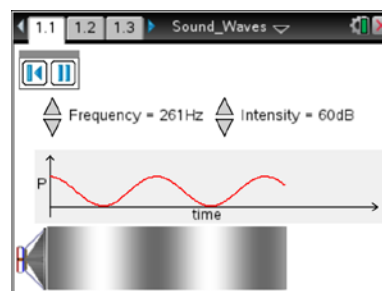 1.1 1.2 1.3 Sound_Waves
Frequency = 261Hz Intensity = 60dB
P
time